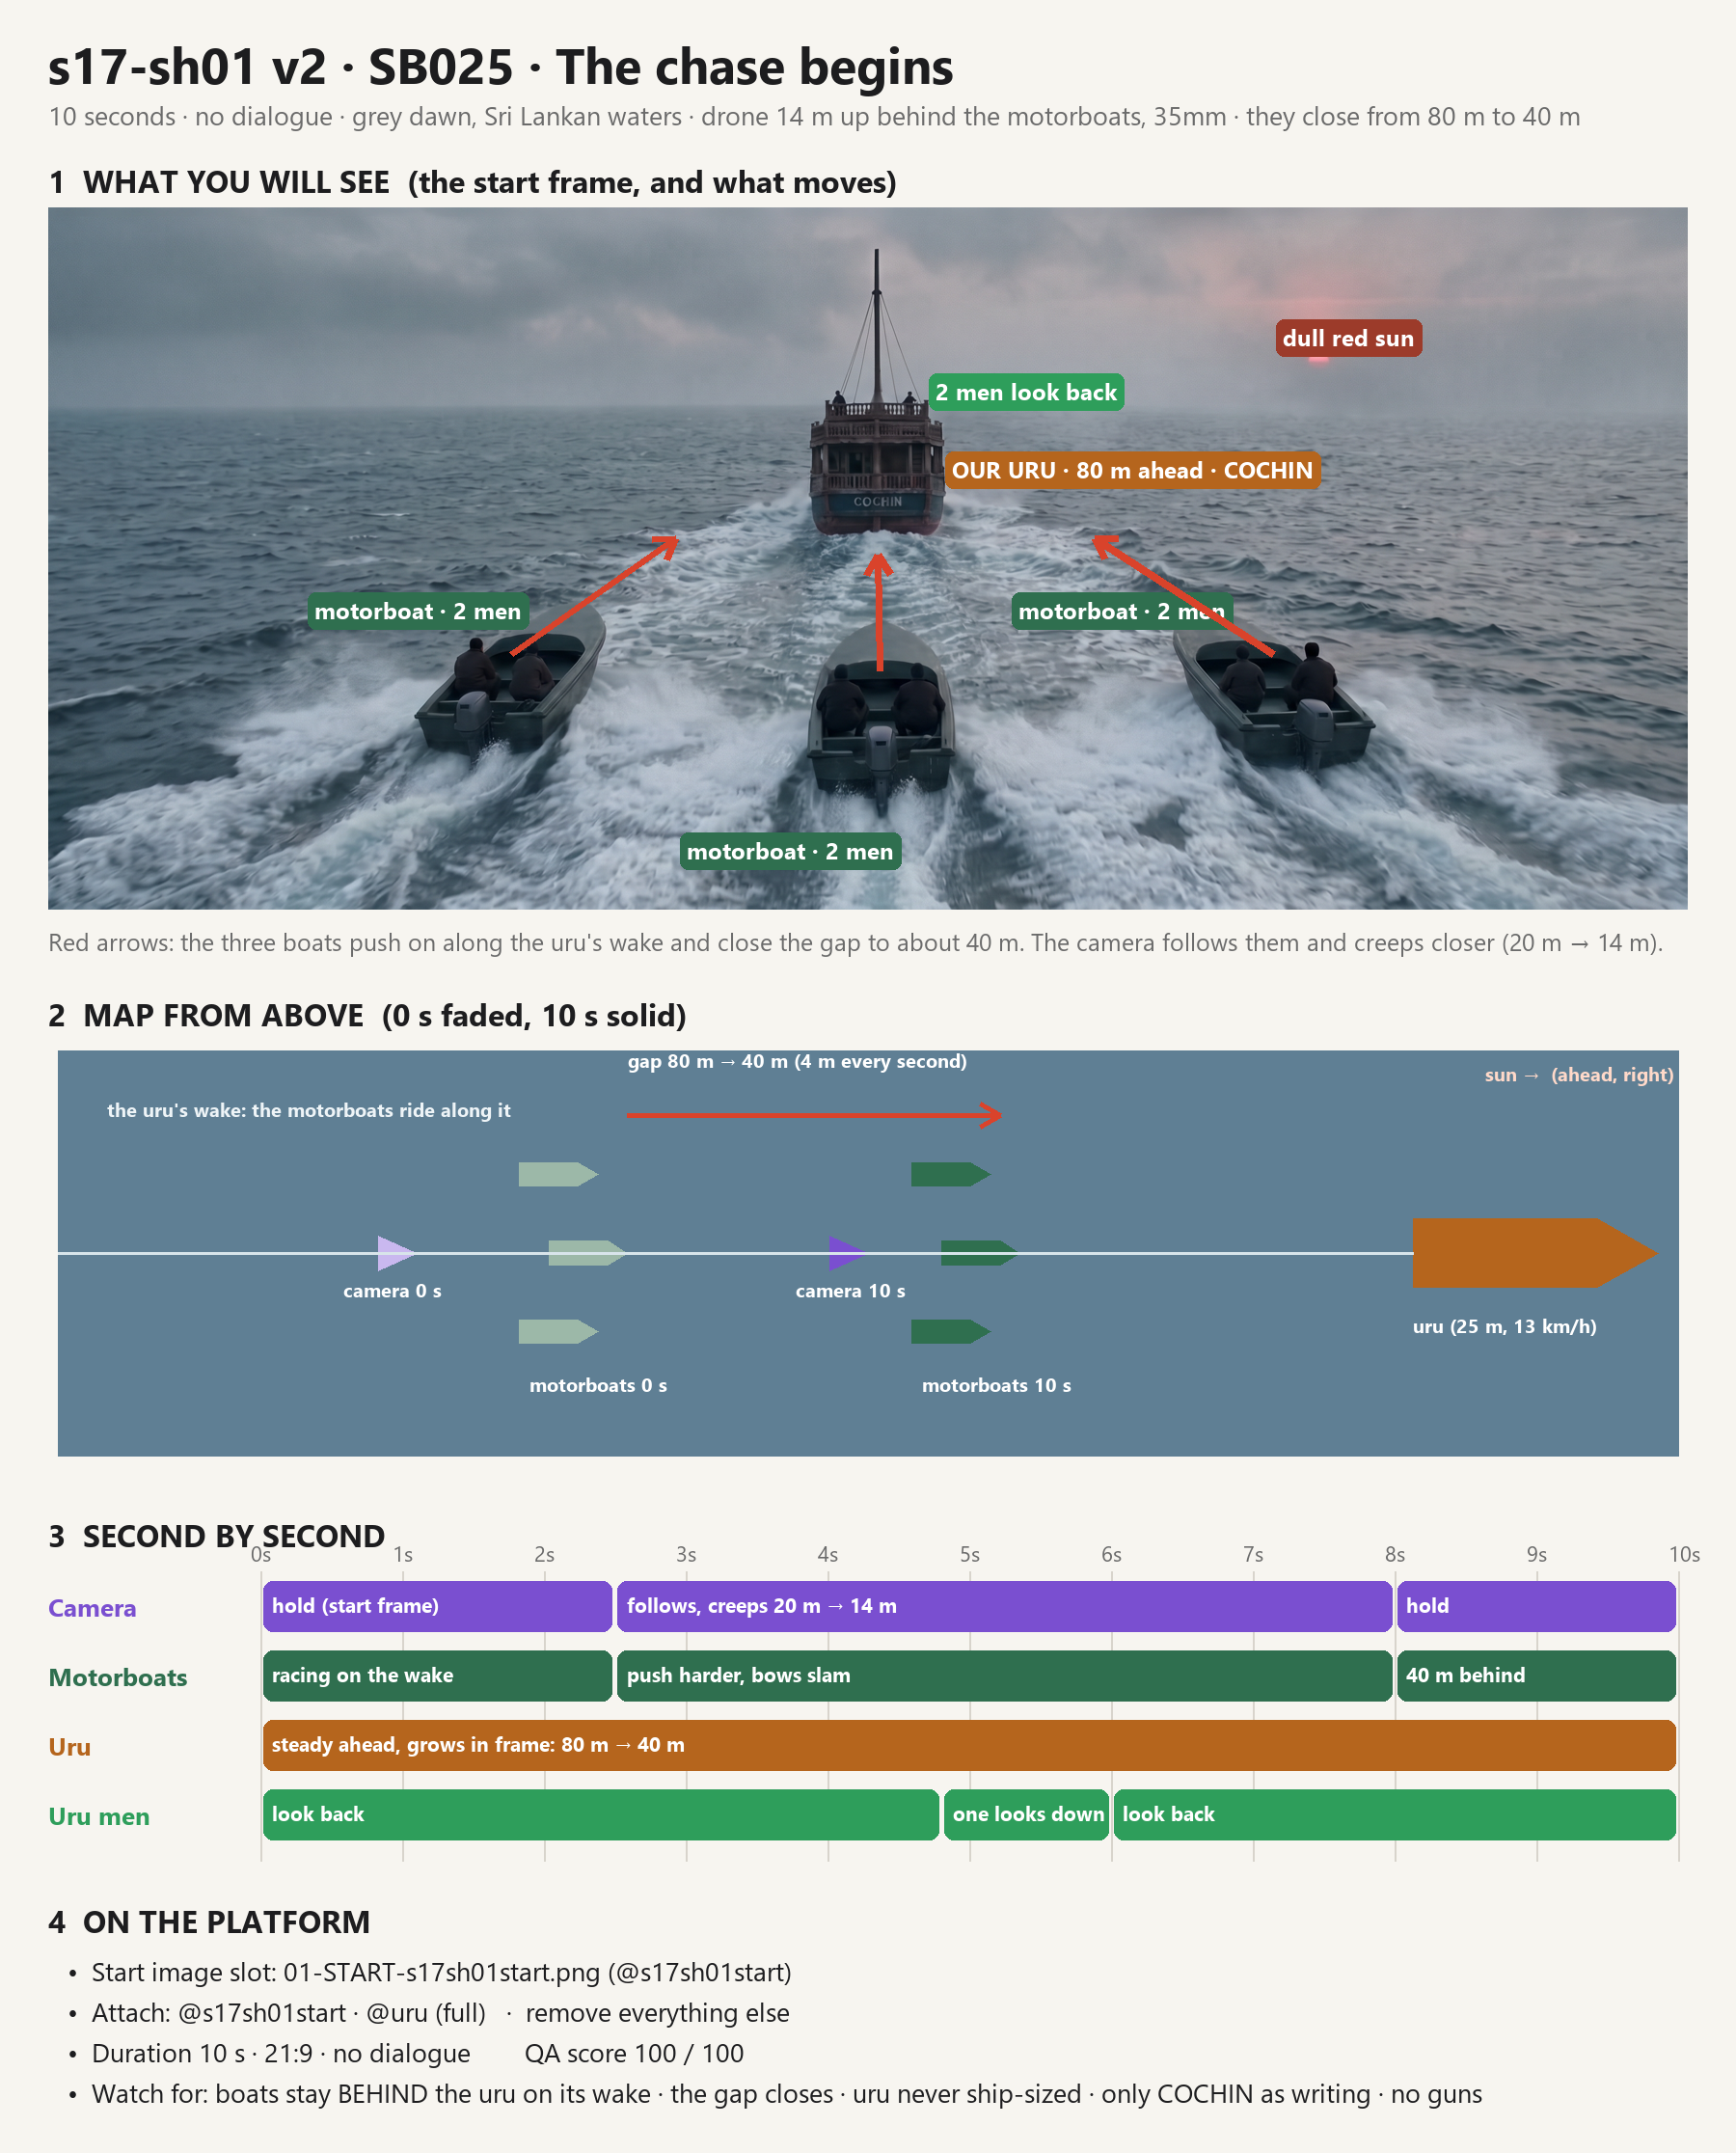 s17-sh01 v2 · SB025 · The chase begins
10 seconds · no dialogue · grey dawn, Sri Lankan waters · drone 14 m up behind the motorboats, 35mm · they close from 80 m to 40 m
1 WHAT YOU WILL SEE (the start frame, and what moves)
dull red sun
2 men look back
OUR URU · 80 m ahead · COCHIN
COCHIN
motorboat · 2 men
motorboat · 2 men
motorboat · 2 men
Red arrows: the three boats push on along the uru's wake and close the gap to about 40 m. The camera follows them and creeps closer (20 m → 14 m).
2 MAP FROM ABOVE (0 s faded, 10 s solid)
gap 80 m → 40 m (4 m every second)
sun → (ahead, right)
the uru's wake: the motorboats ride along it
camera 0 s
camera 10 s
uru (25 m, 13 km/h)
motorboats 0 s
motorboats 10 s
3 SECOND BY SECOND
0s 1s 2s 3s 4s 5s 6s 7s 8s 9s 10s
Camera hold (start frame) follows, creeps 20 m → 14 m hold
Motorboats racing on the wake push harder, bows slam 40 m behind
Uru steady ahead, grows in frame: 80 m → 40 m
Uru men look back one looks down look back
4 ON THE PLATFORM
• Start image slot: 01-START-s17sh01start.png (@s17sh01start)
• Attach: @s17sh01start · @uru (full) · remove everything else
• Duration 10 s · 21:9 · no dialogue QA score 100 / 100
• Watch for: boats stay BEHIND the uru on its wake · the gap closes · uru never ship-sized · only COCHIN as writing · no guns